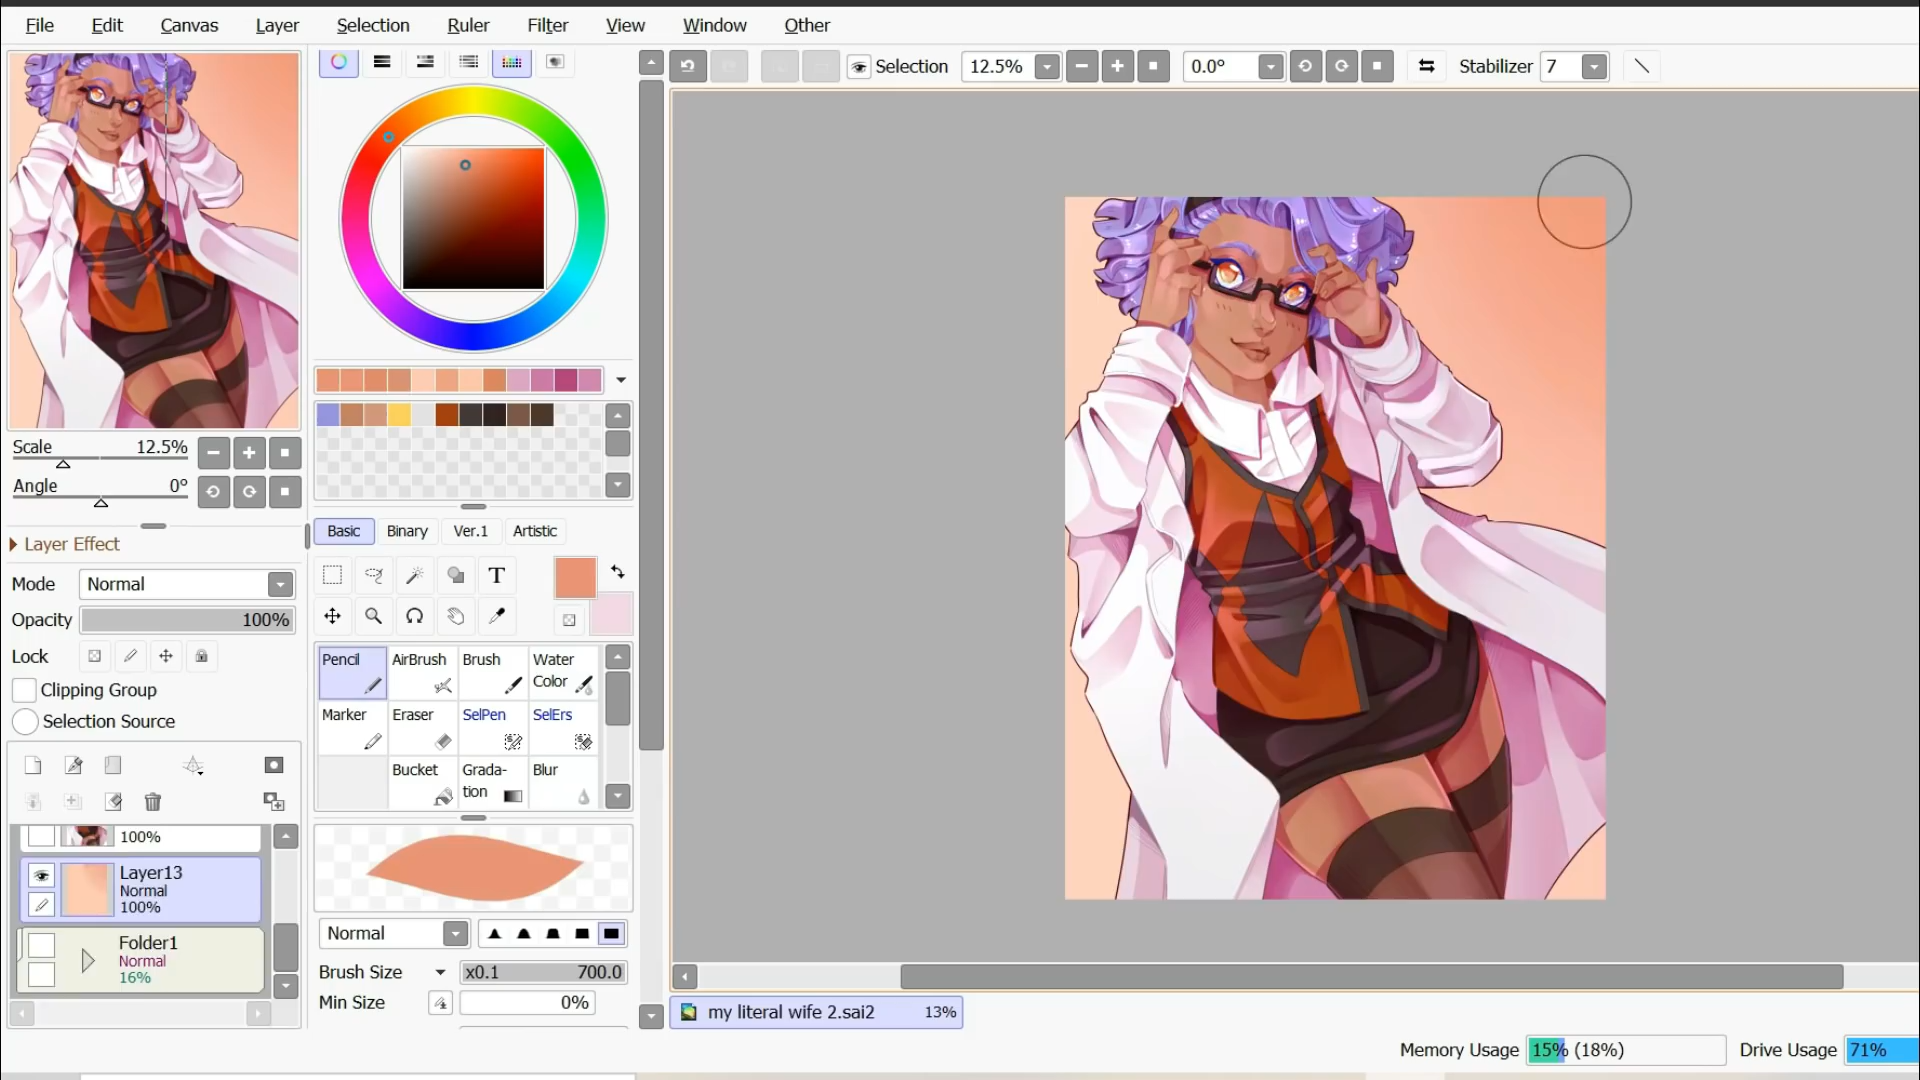 File Edit Canvas Layer Selection Ruler Filter View Window Other
Selection 12.5% 0.0° Stabilizer 7
Scale 12.5%
Angle 0°
Layer Effect
Mode Normal
Opacity 100%
Lock
Clipping Group
Selection Source
100%
Layer13
Normal
100%
Folder1
Normal
16%
Basic Binary Ver.1 Artistic
T
Pencil AirBrush Brush Water
Color
Marker Eraser SelPen SelErs
Bucket Grada-
tion Blur
Normal
Brush Size x0.1 700.0
Min Size 0%
my literal wife 2.sai2 13%
Memory Usage 15% (18%) Drive Usage 71%